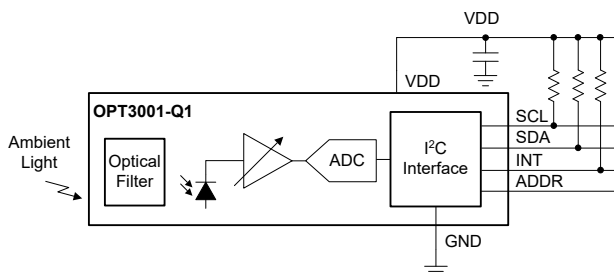 VDD
VDD
OPT3001-Q1
Ambient
Light
Optical
Filter
ADC
I²C
Interface
SCL
SDA
INT
ADDR
GND